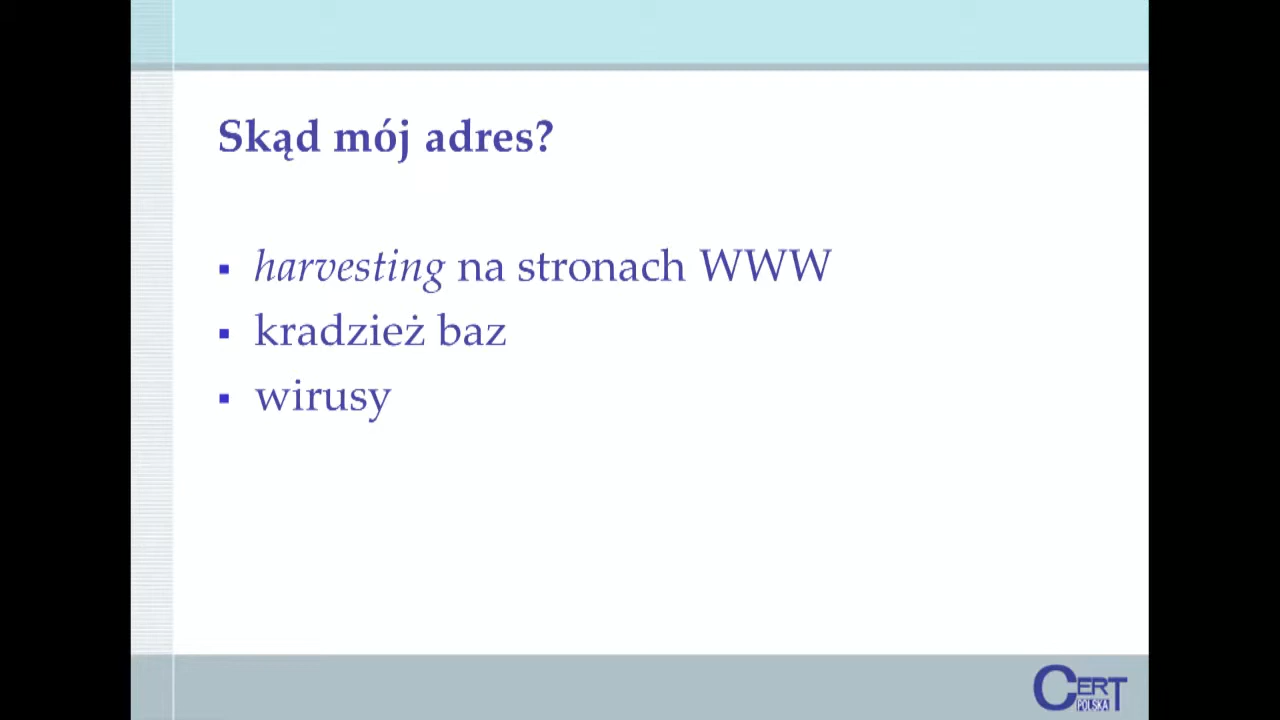 Skąd mój adres?
harvesting na stronach WWW
kradzież baz
wirusy
CERT
POLSKA